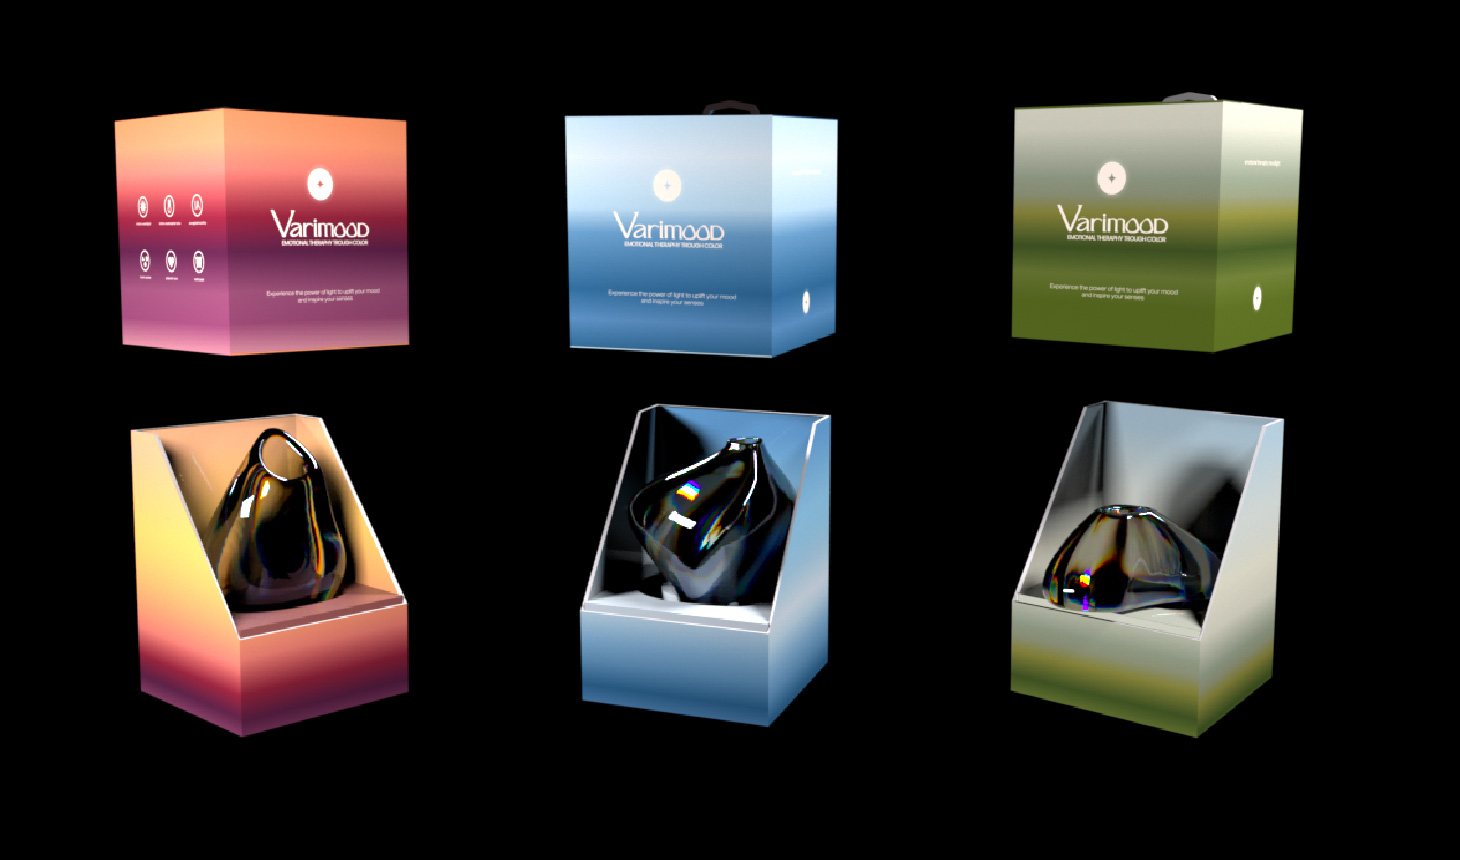 Varimood
EMOTIONAL THERAPHY TROUGH COLOR
Experience the power of light to uplift your mood
and inspire your senses
Varimood
EMOTIONAL THERAPHY TROUGH COLOR
Experience the power of light to uplift your mood
and inspire your senses
Varimood
EMOTIONAL THERAPHY TROUGH COLOR
Experience the power of light to uplift your mood
and inspire your senses